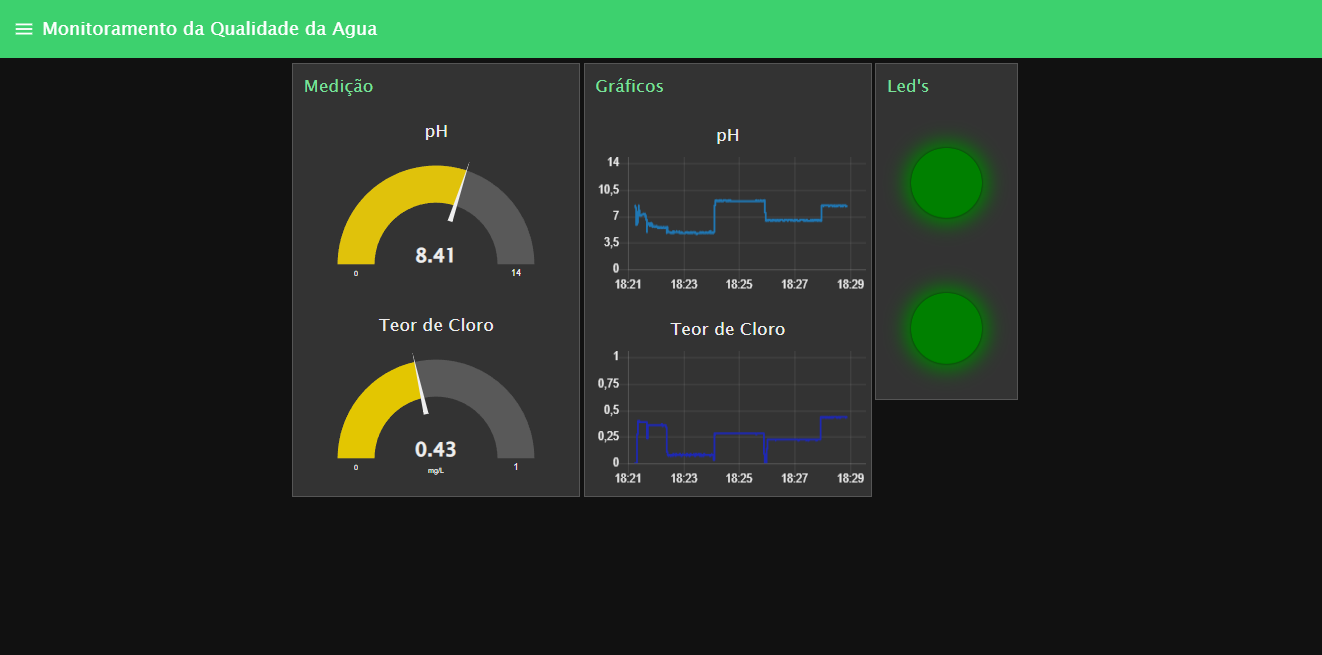 Monitoramento da Qualidade da Agua
Medição
pH
8.41
0
14
Teor de Cloro
0.43
mg/L
0
1
Gráficos
pH
14
10,5
7
3,5
0
18:21 18:23 18:25 18:27 18:29
Teor de Cloro
1
0,75
0,5
0,25
0
18:21 18:23 18:25 18:27 18:29
Led's